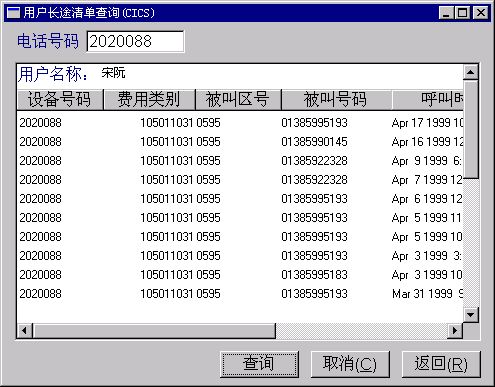 用户长途清单查询(CICS)
电话号码 2020088
用户名称: 宋阮
设备号码 费用类别 被叫区号 被叫号码 呼叫时
2020088 105011031 0595 01385995193 Apr 17 1999 10
2020088 105011031 0595 01385990145 Apr 16 1999 12
2020088 105011031 0595 01385922328 Apr 9 1999 6:
2020088 105011031 0595 01385922328 Apr 7 1999 12
2020088 105011031 0595 01385995193 Apr 6 1999 12
2020088 105011031 0595 01385995193 Apr 5 1999 11
2020088 105011031 0595 01385995193 Apr 5 1999 10
2020088 105011031 0595 01385995193 Apr 3 1999 3:
2020088 105011031 0595 01385995183 Apr 3 1999 10
2020088 105011031 0595 01385995193 Mar 31 1999 9
查询 取消(C) 返回(R)